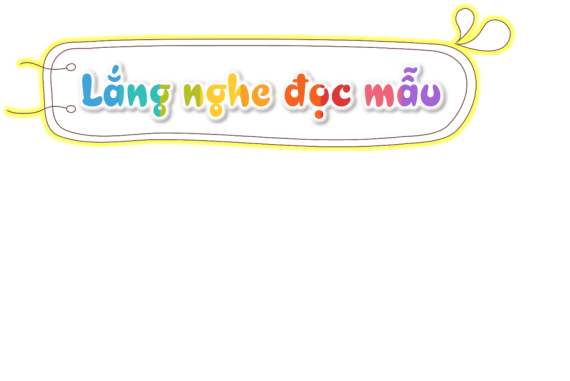 Lắng nghe đọc mẫu